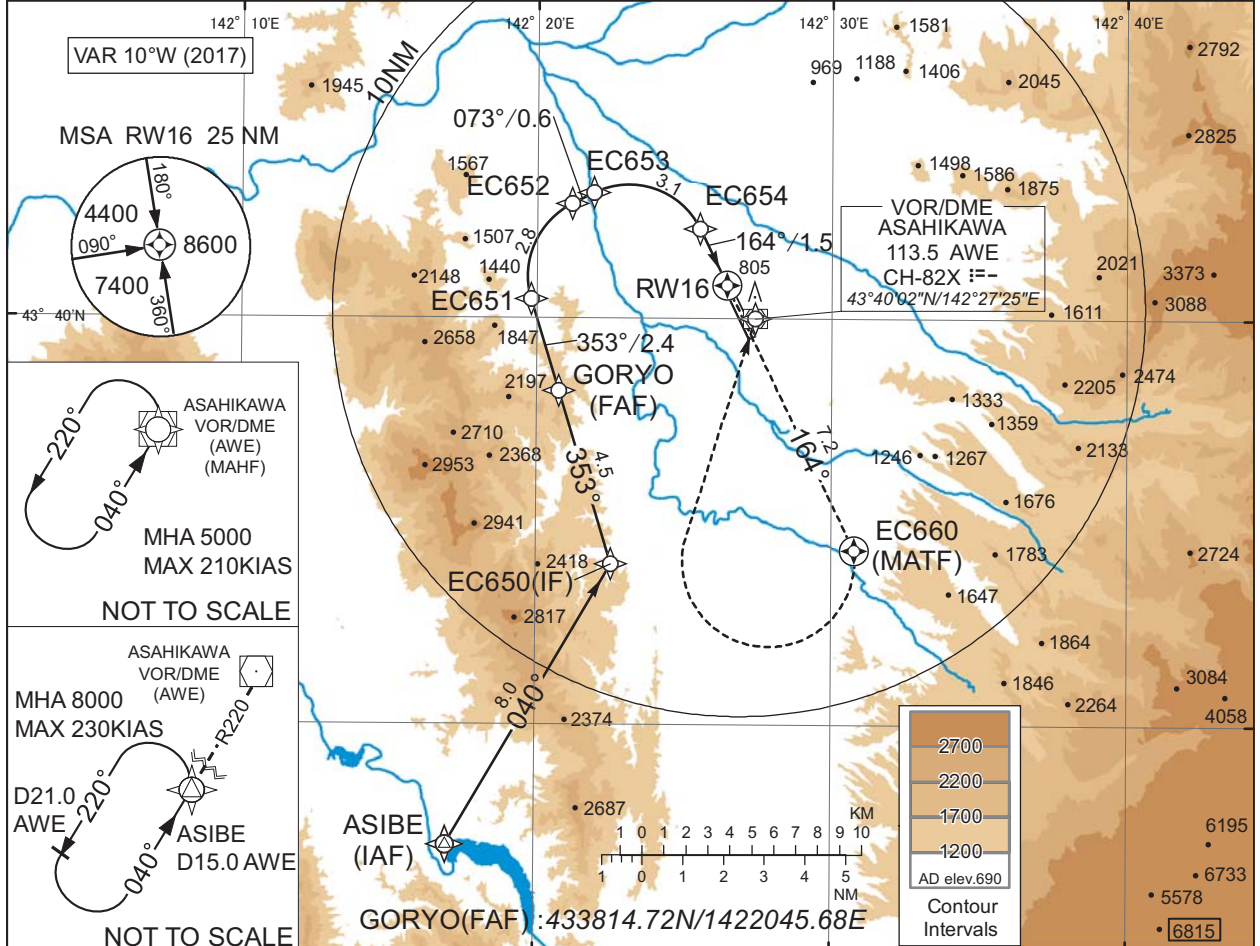 142° 10'E
142° 20'E
142° 30'E
142° 40'E
VAR 10°W (2017)
1945
10NM
1581
969
1188
1406
2045
2792
2825
073°/0.6
MSA RW16 25 NM
180°
4400
090°
8600
7400
360°
1567
EC652
EC653
3.1
EC654
1498
1586
1875
VOR/DME
ASAHIKAWA
113.5 AWE
CH-82X
43°40'02"N/142°27'25"E
164°/1.5
805
RW16
1507
2.8
1440
2148
EC651
2021
3373
3088
1611
43° 40'N
2658
1847
353°/2.4
GORYO
(FAF)
2197
2474
2205
1333
1359
2133
2710
2368
2953
4.5
353°
7.2
164°
1246
1267
1676
2941
2418
EC650(IF)
EC660
(MATF)
1783
2724
1647
2817
1864
220°
040°
ASAHIKAWA
VOR/DME
(AWE)
(MAHF)
MHA 5000
MAX 210KIAS
NOT TO SCALE
ASAHIKAWA
VOR/DME
(AWE)
MHA 8000
MAX 230KIAS
R220
220°
D21.0
AWE
040°
ASIBE
D15.0 AWE
NOT TO SCALE
8.0
040°
2374
1846
2264
3084
4058
2687
ASIBE
(IAF)
KM
1 0 1 2 3 4 5 6 7 8 9 10
1 0 1 2 3 4 5
NM
GORYO(FAF) :433814.72N/1422045.68E
2700
2200
1700
1200
AD elev.690
Contour
Intervals
6195
6733
5578
6815